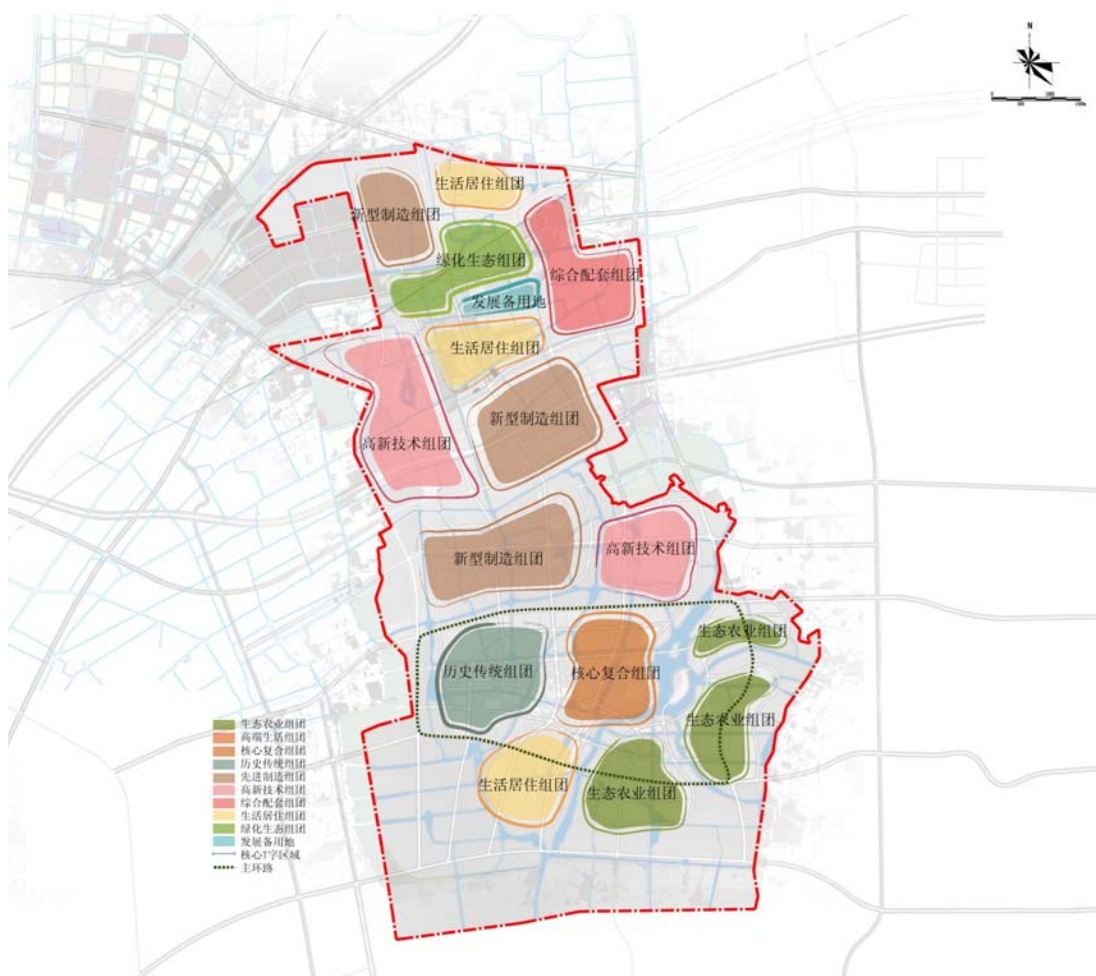 N
生活居住组团
新型制造组团
绿化生态组团
综合配套组团
发展备用地
生活居住组团
新型制造组团
高新技术组团
新型制造组团
高新技术组团
生态农业组团
历史传统组团
核心复合组团
生态农业组团
生活居住组团
生态农业组团
生态农业组团
高端生活组团
核心复合组团
历史传统组团
先进制造组团
高新技术组团
综合配套组团
生活居住组团
绿化生态组团
发展备用地
核心T字区域
主环路